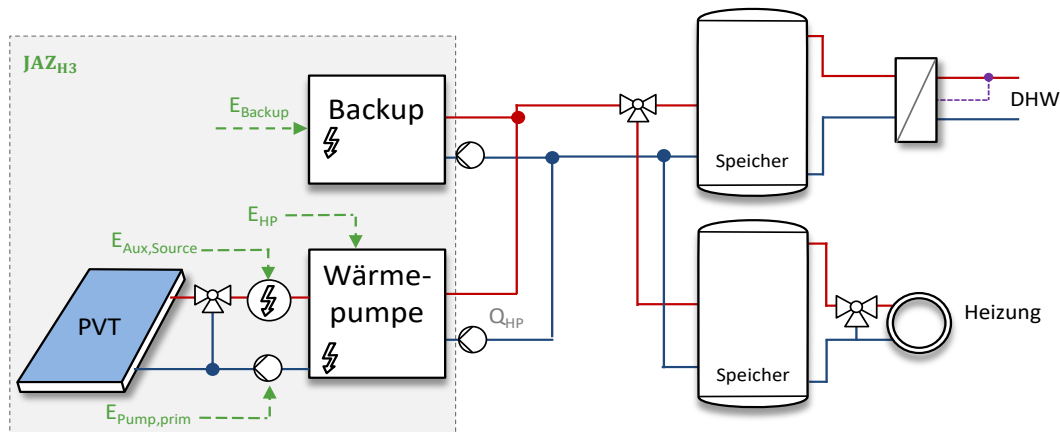 JAZH3
EBackup
Backup
Speicher
DHW
EHP
EAux,Source
Wärme-
pumpe
PVT
QHP
Heizung
Speicher
EPump,prim